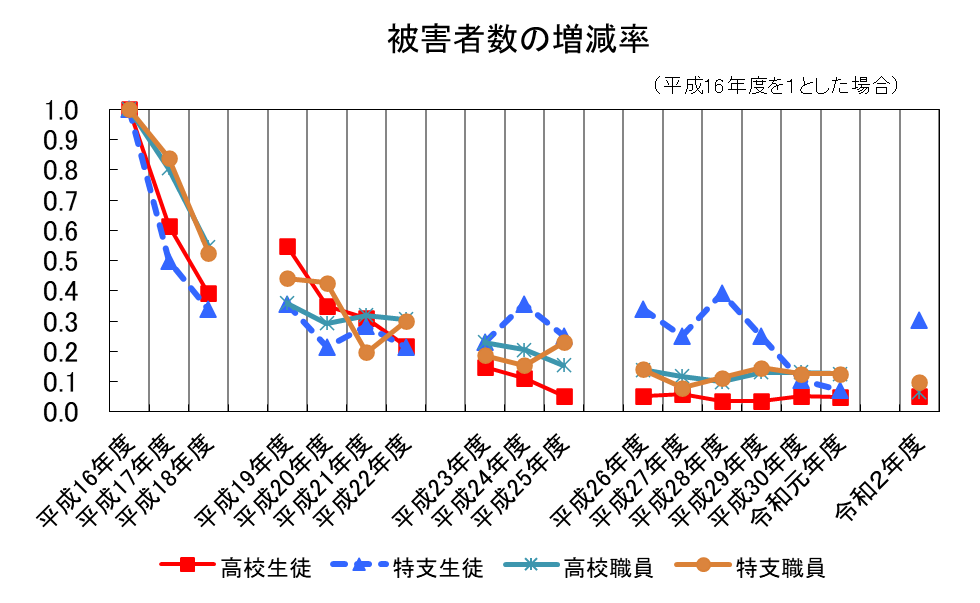 被害者数の増減率
（平成16年度を1とした場合）
1.0
0.9
0.8
0.7
0.6
0.5
0.4
0.3
0.2
0.1
0.0
平成16年度
平成17年度
平成18年度
平成19年度
平成20年度
平成21年度
平成22年度
平成23年度
平成24年度
平成25年度
平成26年度
平成27年度
平成28年度
平成29年度
平成30年度
令和元年度
令和2年度
高校生徒 特支生徒 高校職員 特支職員